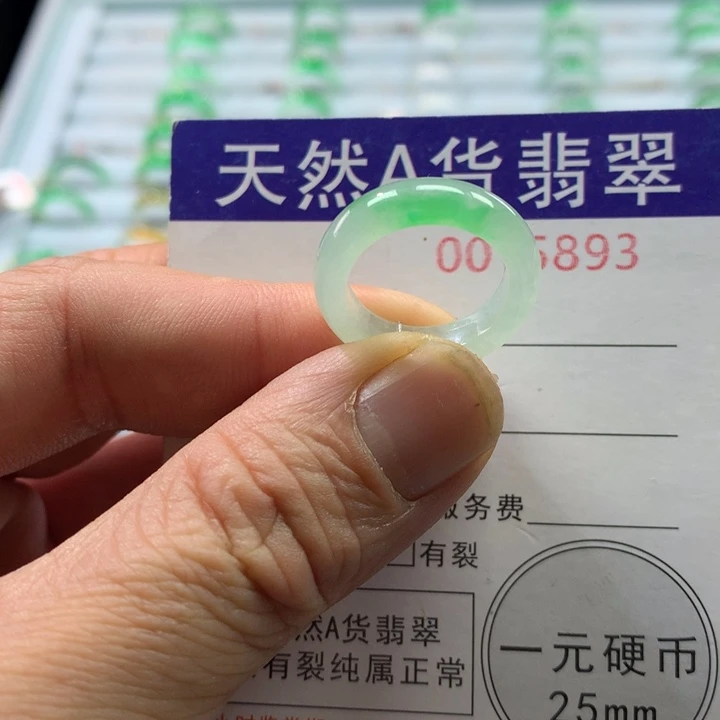 天然A货翡翠
00 5893
服务费
□有裂
然A货翡翠
有裂纯属正常
一元硬币
25mm